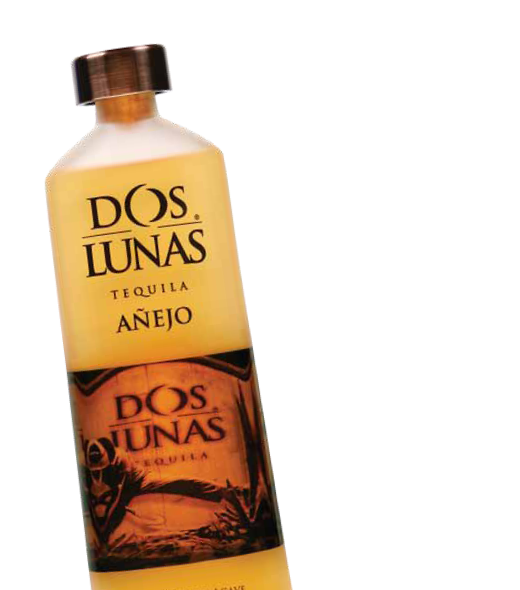 DOS
LUNAS
TEQUILA
AÑEJO
DOS
LUNAS
TEQUILA